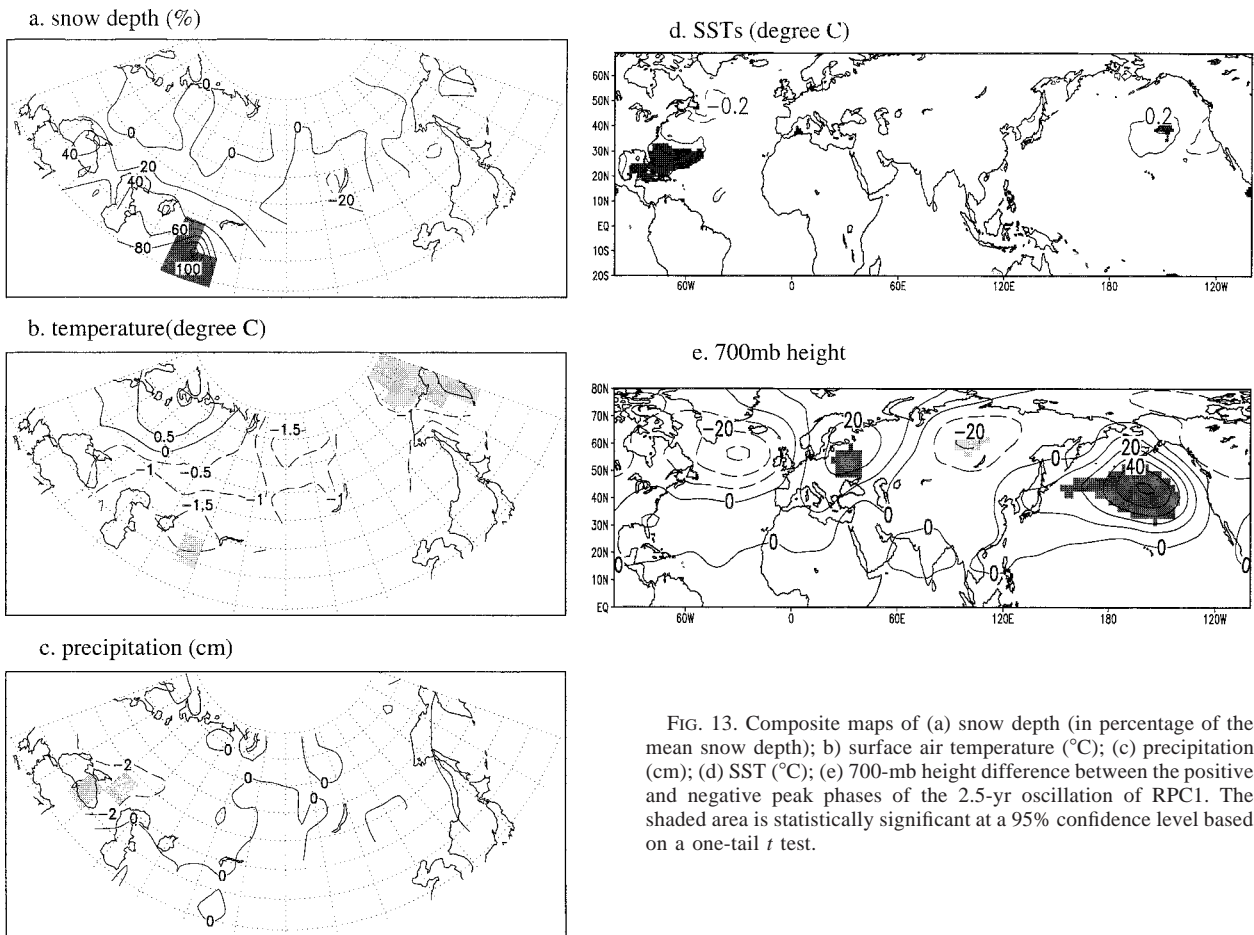 a. snow depth (%)
0
0
0
0
40
20
40
-20
60
80
100
b. temperature(degree C)
-1.5
-1
0.5
0
-1
-0.5
-1
-1
-1.5
c. precipitation (cm)
0
-2
0
0
-2
0
0
0
d. SSTs (degree C)
60N
50N
40N
30N
20N
10N
EQ
10S
20S
-0.2
0.2
60W
0
60E
120E
180
120W
e. 700mb height
80N
70N
60N
50N
40N
30N
20N
10N
EQ
-20
20
-20
20
40
0
0
0
0
0
0
0
0
0
60W
0
60E
120E
180
120W
FIG. 13. Composite maps of (a) snow depth (in percentage of the
mean snow depth); b) surface air temperature (°C); (c) precipitation
(cm); (d) SST (°C); (e) 700-mb height difference between the positive
and negative peak phases of the 2.5-yr oscillation of RPC1. The
shaded area is statistically significant at a 95% confidence level based
on a one-tail t test.